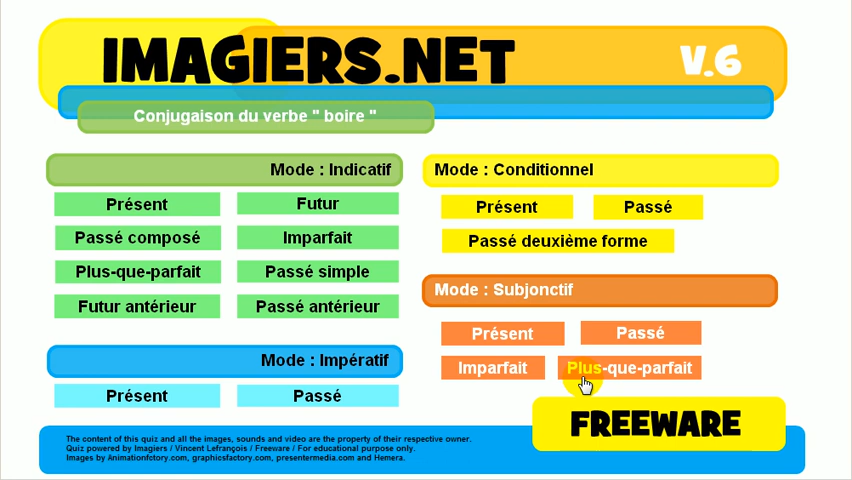 IMAGIERS.NET
V.6
Conjugaison du verbe " boire "
Mode : Indicatif
Présent
Futur
Passé composé
Imparfait
Plus-que-parfait
Passé simple
Futur antérieur
Passé antérieur
Mode : Impératif
Présent
Passé
Mode : Conditionnel
Présent
Passé
Passé deuxième forme
Mode : Subjonctif
Présent
Passé
Imparfait
Plus-que-parfait
FREEWARE
The content of this quiz and all the images, sounds and video are the property of their respective owner.
Quiz powered by Imagiers / Vincent Lefrançois / Freeware / For educational purpose only.
Images by Animationfctory.com, graphicsfactory.com, presentermedia.com and Hemera.